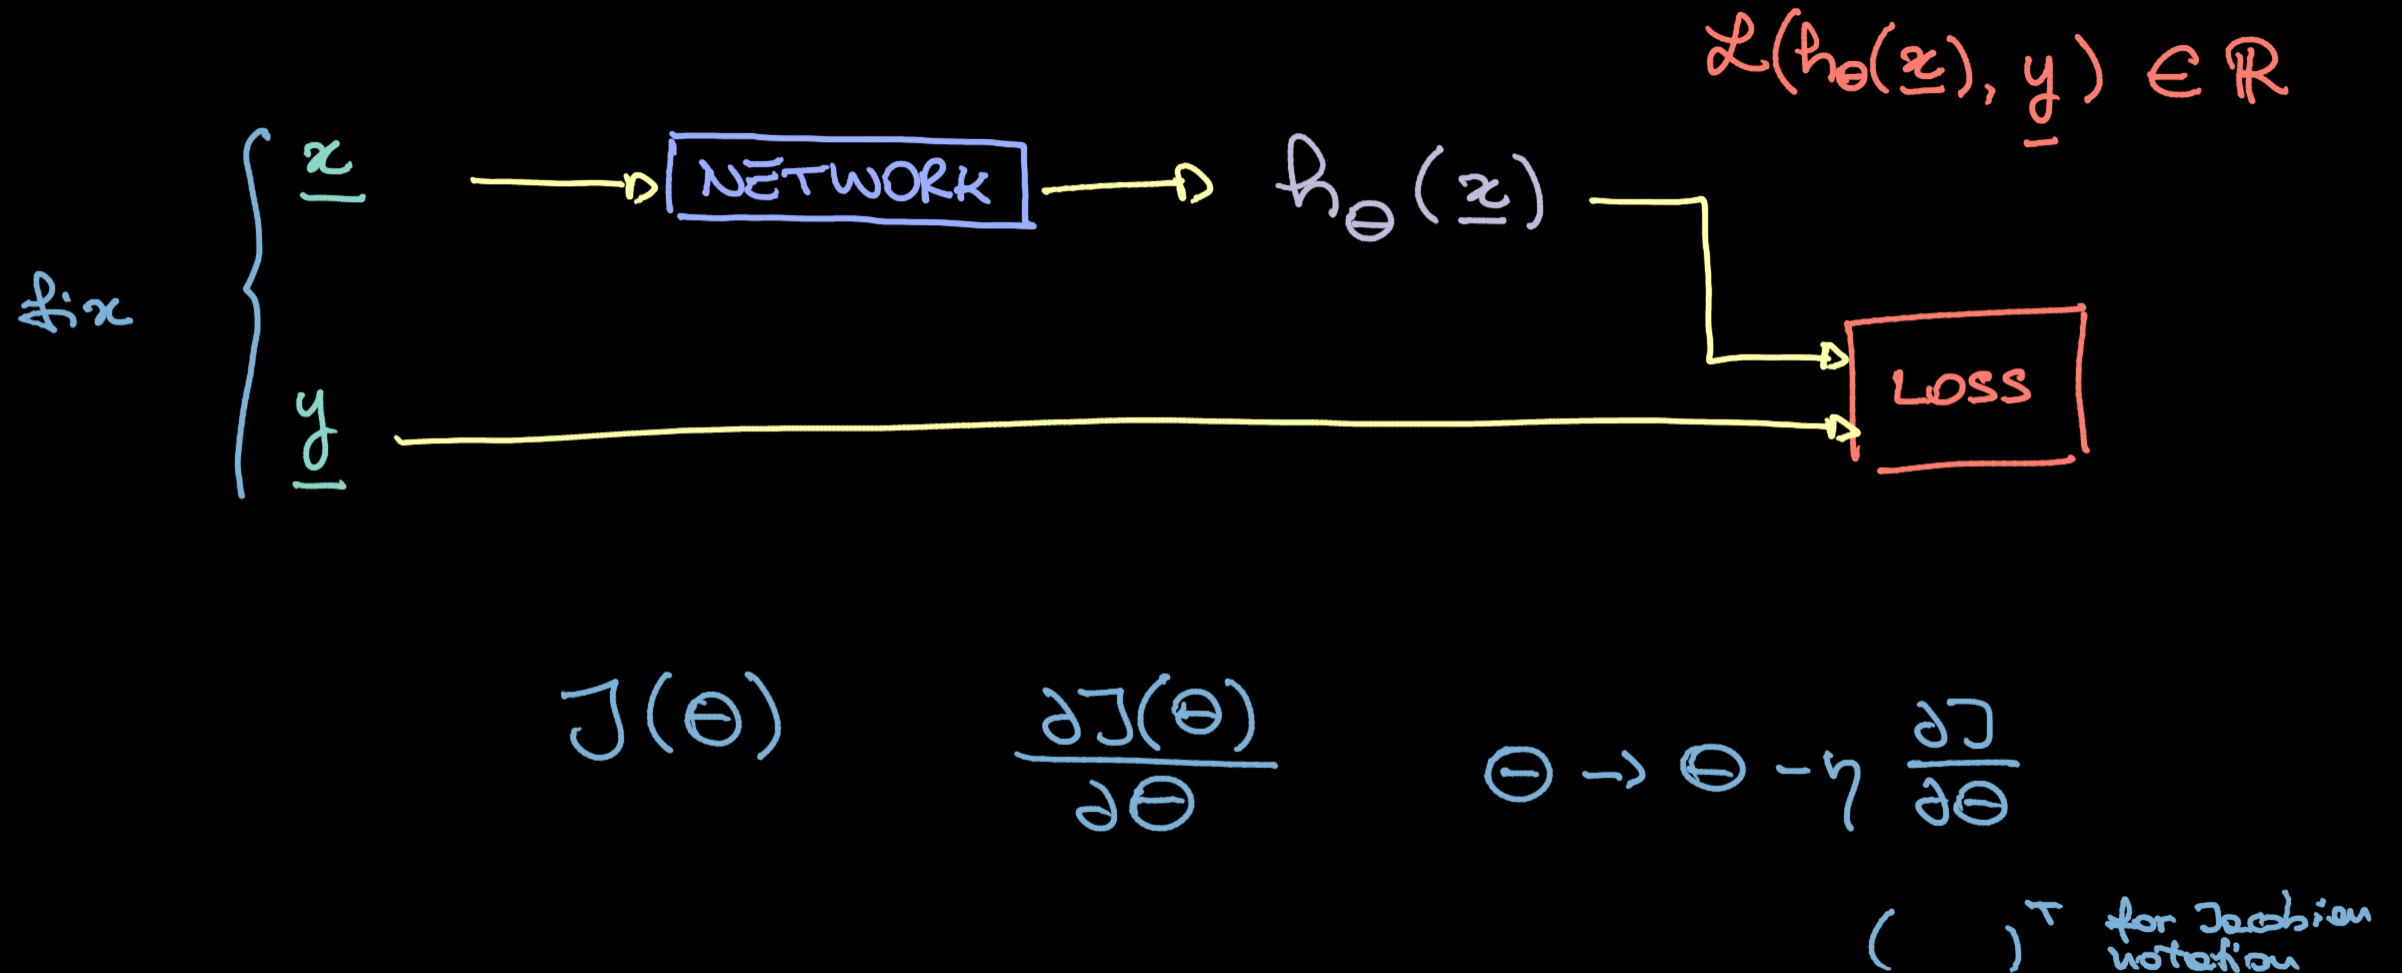 ℒ(h_Θ(x), y) ∈ ℝ
x
NETWORK
h_Θ(x)
fix
LOSS
y
J(Θ)
∂J(Θ)/∂Θ
Θ → Θ - η ∂J/∂Θ
( )ᵀ for Jacobian
notation